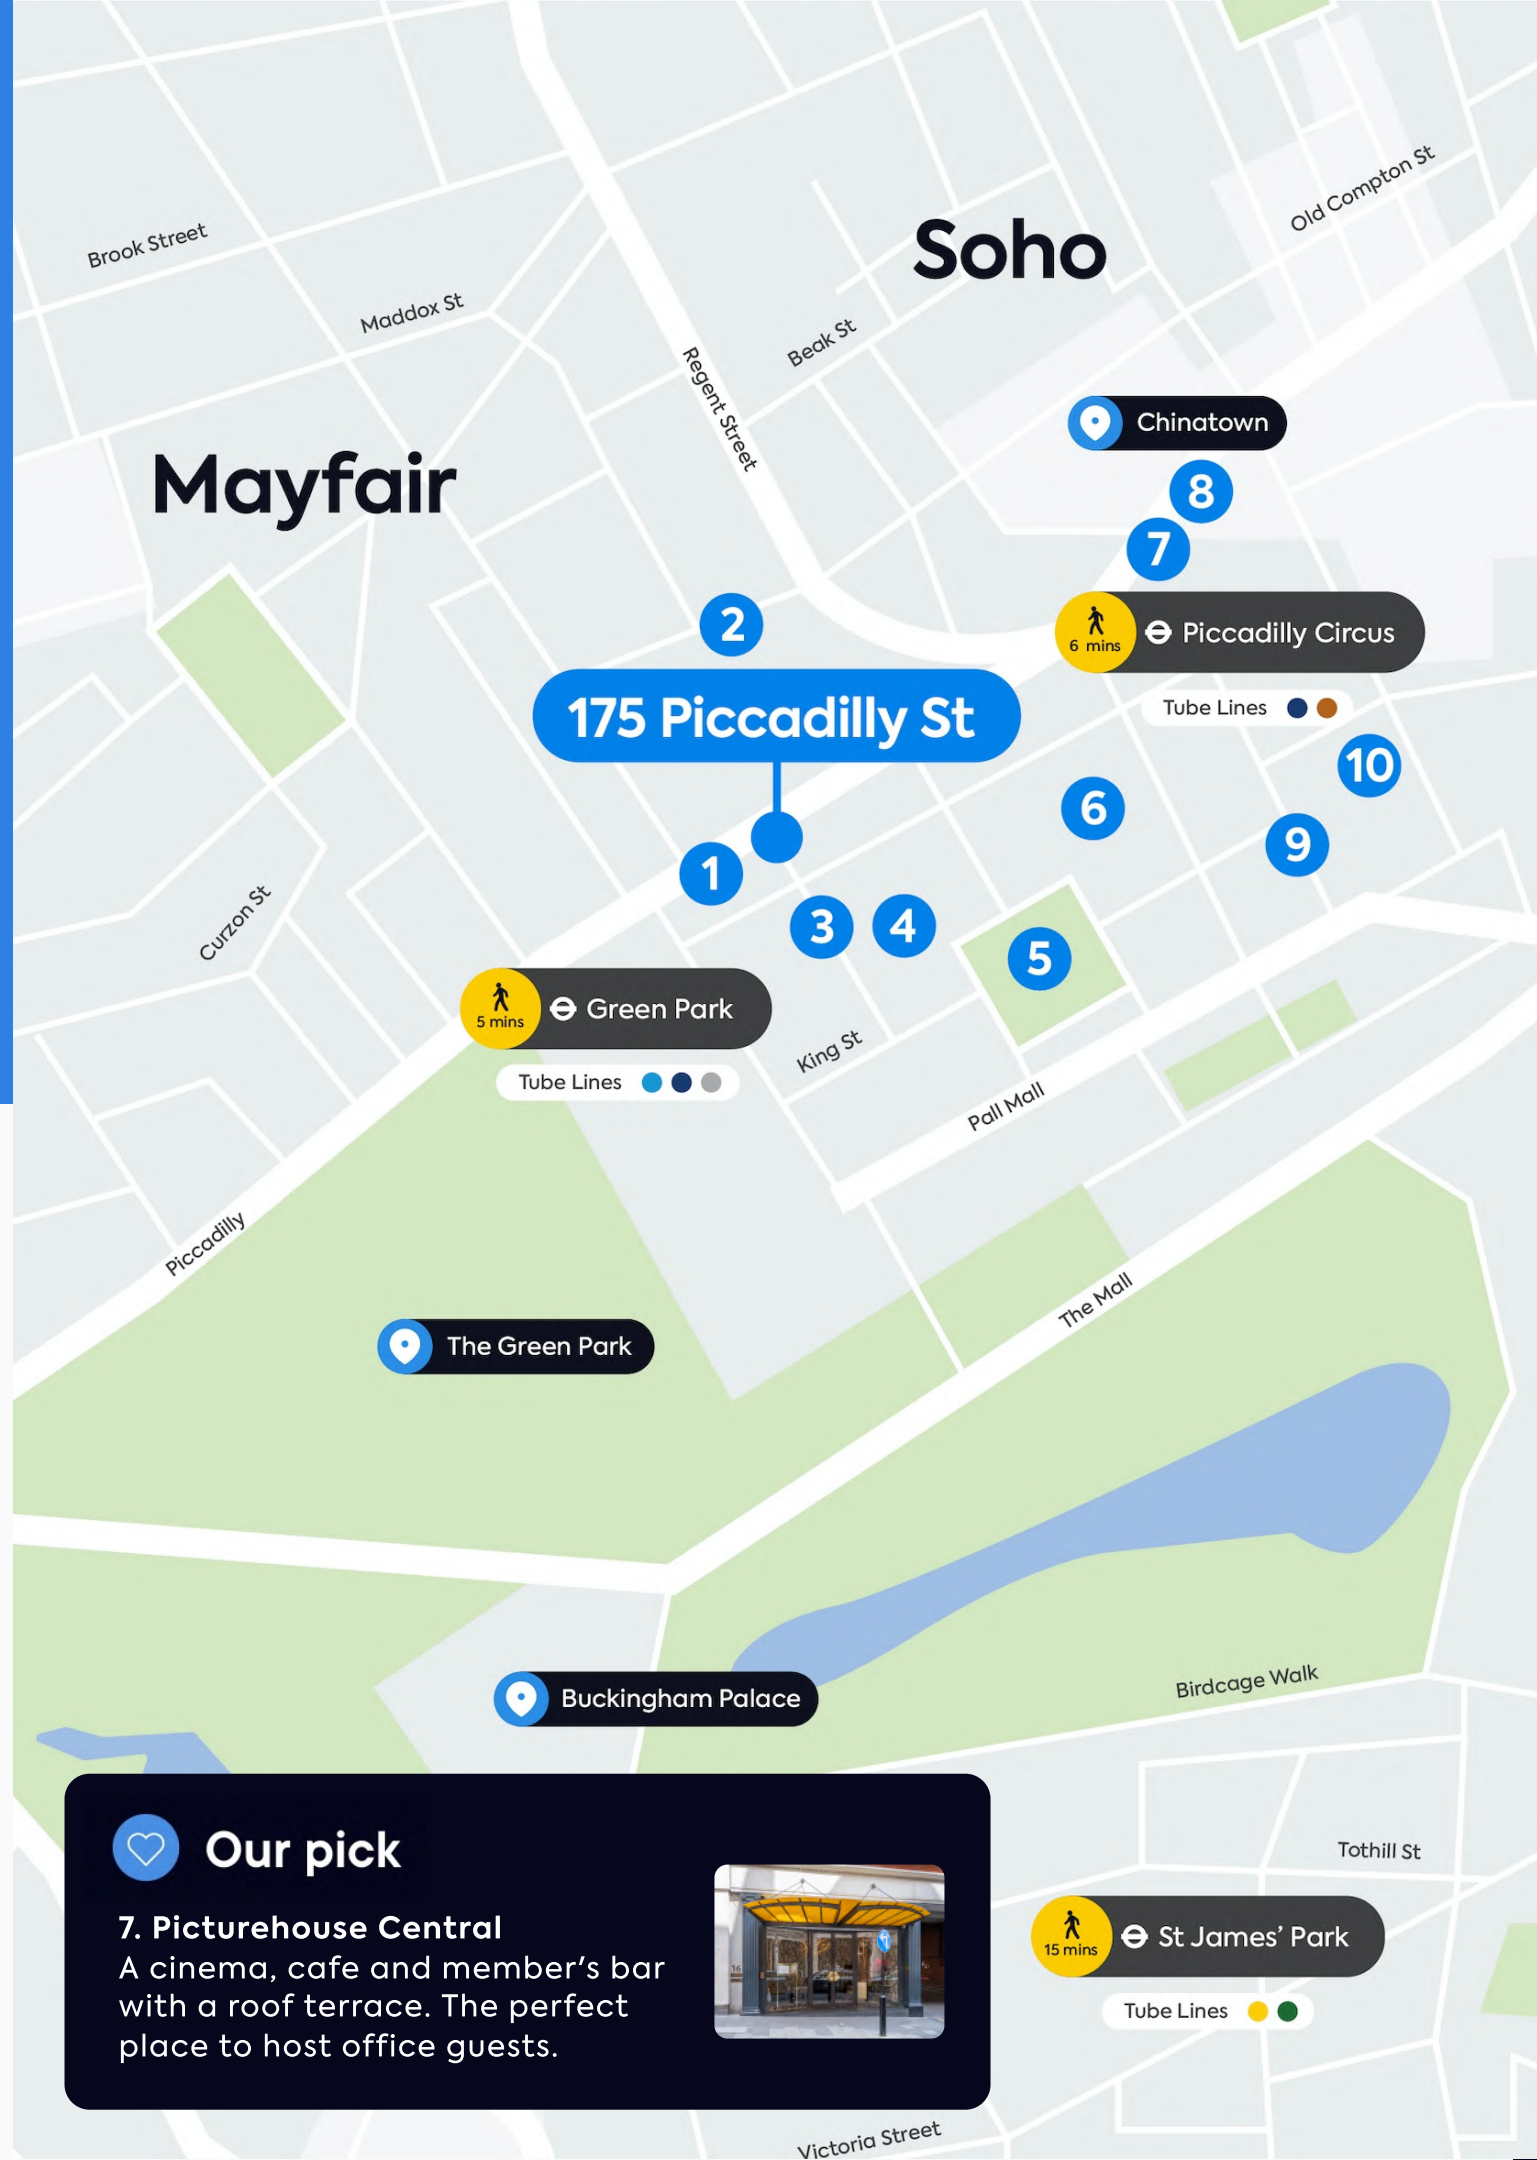 Old Compton St
Soho
Brook Street
Maddox St
Beak St
Regent Street
Chinatown
Mayfair
8
7
2
6 mins
Piccadilly Circus
175 Piccadilly St
Tube Lines
10
6
9
1
3
4
5
Curzon St
5 mins
Green Park
Tube Lines
King St
Pall Mall
Piccadilly
The Mall
The Green Park
Buckingham Palace
Birdcage Walk
Our pick
7. Picturehouse Central
A cinema, cafe and member's bar
with a roof terrace. The perfect
place to host office guests.
16
Tothill St
15 mins
St James’ Park
Tube Lines
Victoria Street